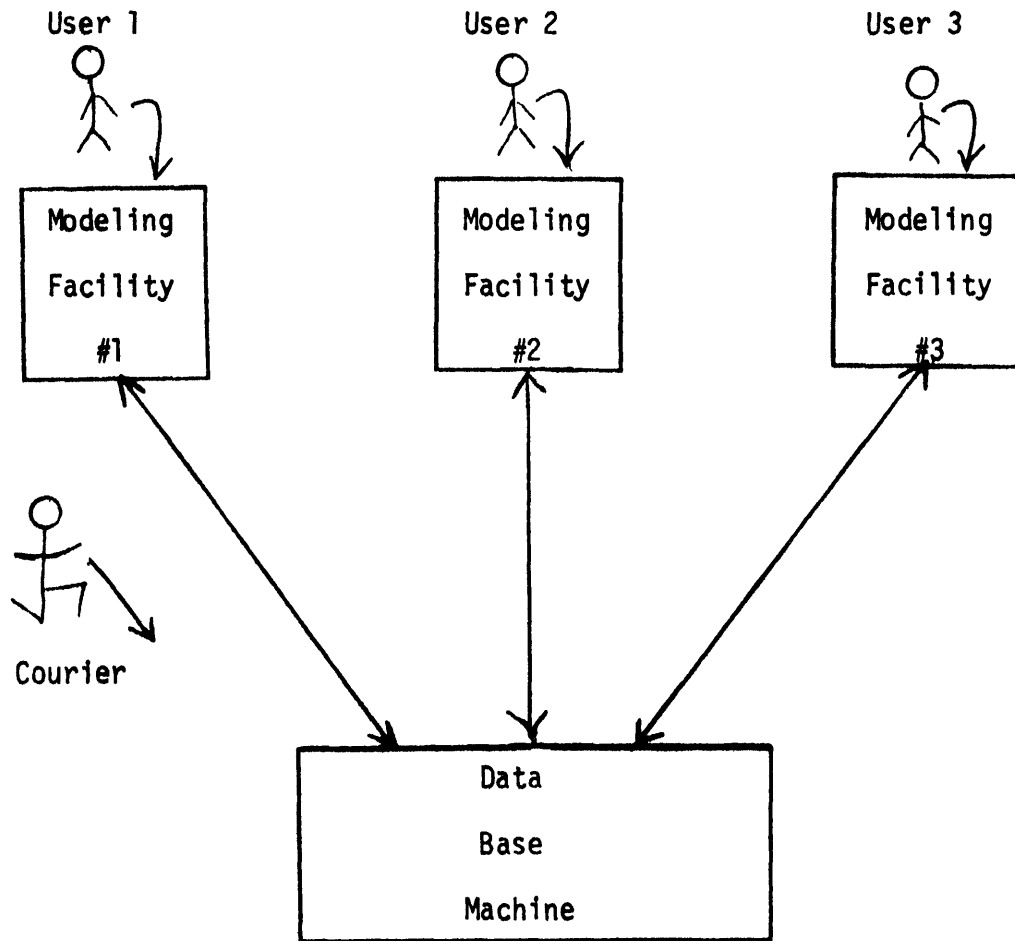 User 1
User 2
User 3
Modeling
Facility
#1
Modeling
Facility
#2
Modeling
Facility
#3
Courier
Data
Base
Machine